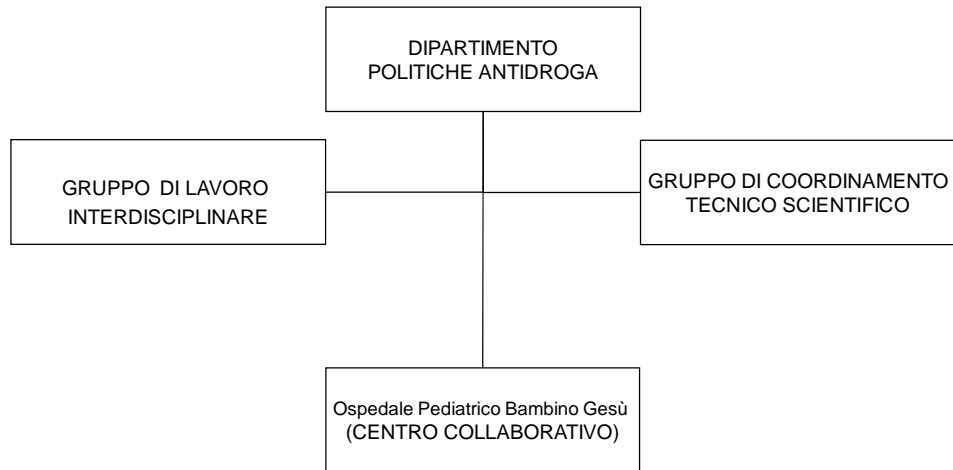 DIPARTIMENTO
POLITICHE ANTIDROGA
GRUPPO DI LAVORO
INTERDISCIPLINARE
GRUPPO DI COORDINAMENTO
TECNICO SCIENTIFICO
Ospedale Pediatrico Bambino Gesù
(CENTRO COLLABORATIVO)